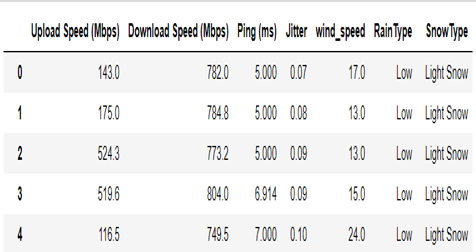 Upload Speed (Mbps) Download Speed (Mbps) Ping (ms) Jitter wind_speed RainType SnowType
0 143.0 782.0 5.000 0.07 17.0 Low Light Snow
1 175.0 784.8 5.000 0.08 13.0 Low Light Snow
2 524.3 773.2 5.000 0.09 13.0 Low Light Snow
3 519.6 804.0 6.914 0.09 15.0 Low Light Snow
4 116.5 749.5 7.000 0.10 24.0 Low Light Snow